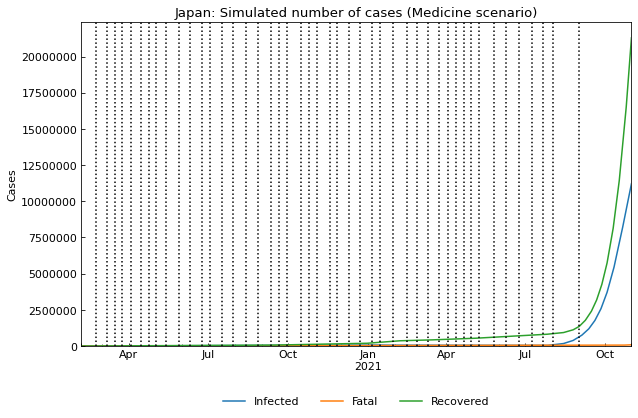 Japan: Simulated number of cases (Medicine scenario)
20000000
17500000
15000000
12500000
10000000
7500000
5000000
2500000
0
Cases
Apr Jul Oct Jan Apr Jul Oct
2021
Infected Fatal Recovered